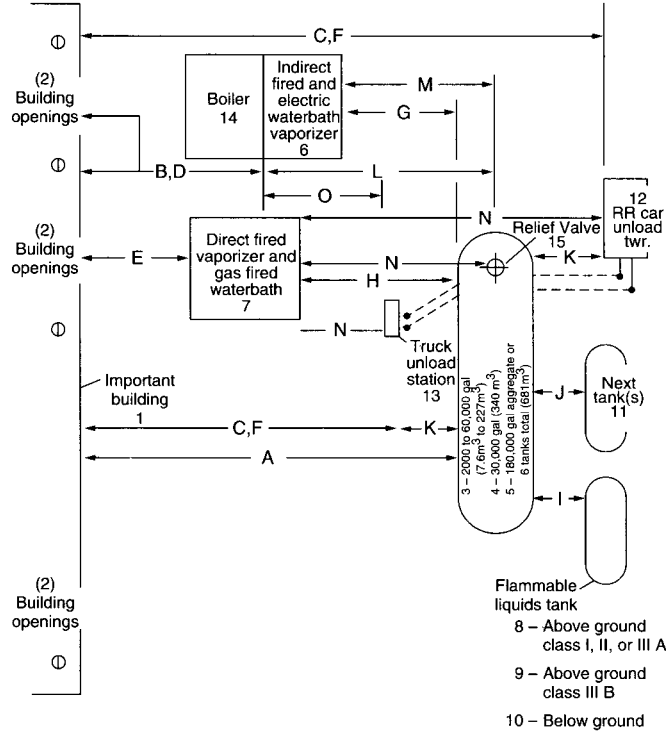 C,F
(2)
Building
openings
Boiler
14
Indirect
fired and
electric
waterbath
vaporizer
6
M
G
B,D
L
O
12
RR car
unload
twr.
N
Relief Valve
15
(2)
Building
openings
E
Direct fired
vaporizer and
gas fired
waterbath
7
N
H
K
N
Truck
unload
station
13
Important
building
1
3 – 2000 to 60,000 gal
(7.6m³ to 227m³)
4 – 30,000 gal (340 m³)
5 – 180,000 gal aggregate or
6 tanks total (681m³)
J
Next
tank(s)
11
C,F
K
A
I
(2)
Building
openings
Flammable
liquids tank
8 – Above ground
class I, II, or III A
9 – Above ground
class III B
10 – Below ground